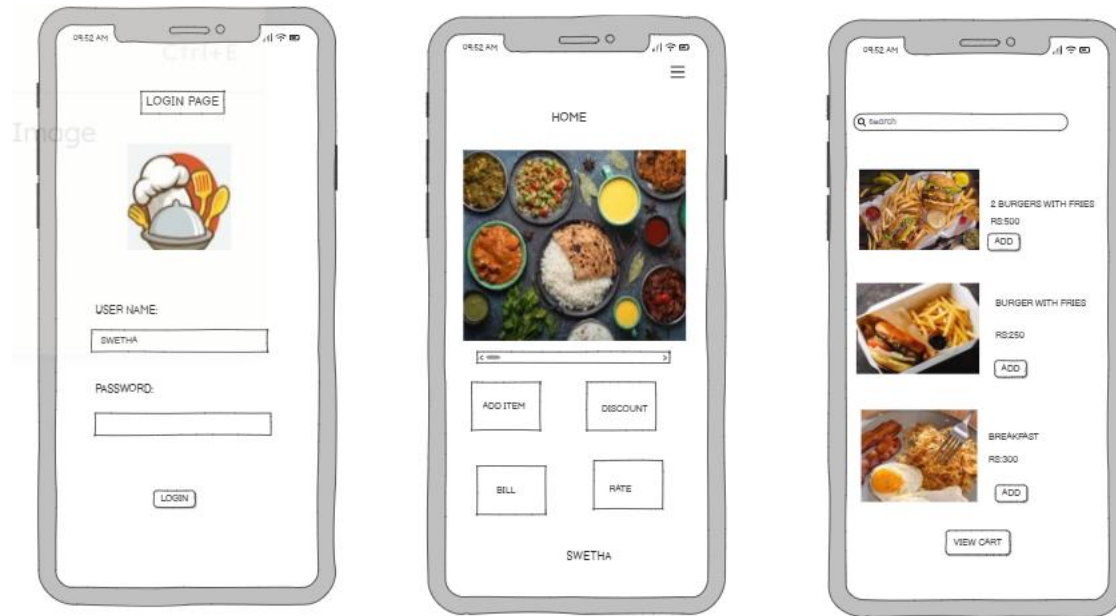 09:52 AM
Ctrl+E
LOGIN PAGE
Image
USER NAME:
SWETHA
PASSWORD:
LOGIN
09:52 AM
HOME
ADD ITEM
DISCOUNT
BILL
RATE
SWETHA
09:52 AM
search
2 BURGERS WITH FRIES
RS:500
ADD
BURGER WITH FRIES
RS:250
ADD
BREAKFAST
RS:300
ADD
VIEW CART